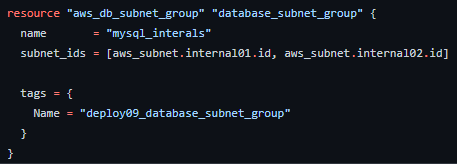 resource "aws_db_subnet_group" "database_subnet_group" {
  name       = "mysql_interals"
  subnet_ids = [aws_subnet.internal01.id, aws_subnet.internal02.id]

  tags = {
    Name = "deploy09_database_subnet_group"
  }
}